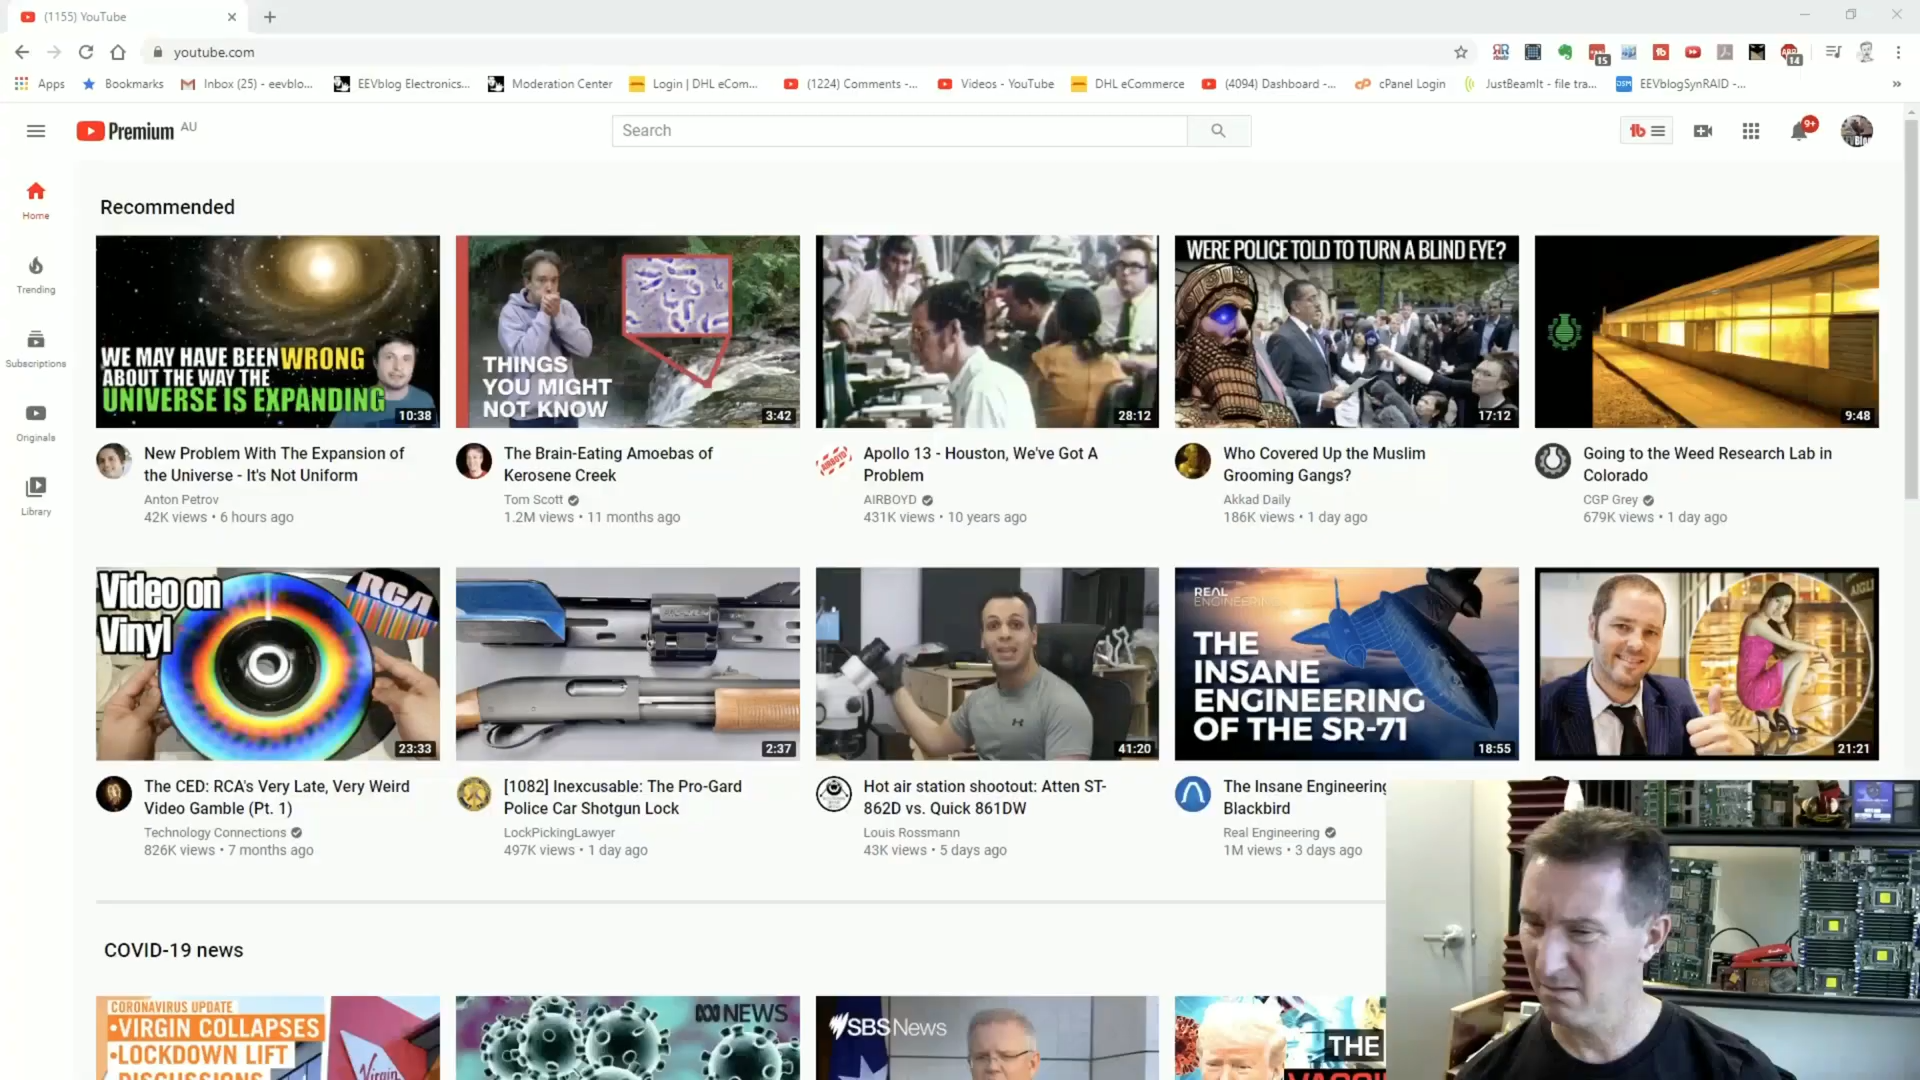 (1155) YouTube
youtube.com
15
14
Apps
Bookmarks
Inbox (25) - eevblo...
EEVblog Electronics...
Moderation Center
Login | DHL eCom...
(1224) Comments -...
Videos - YouTube
DHL eCommerce
(4094) Dashboard -...
cPanel Login
JustBeamIt - file tra...
EEVblogSynRAID -...
Premium AU
Search
9+
Home
Trending
Subscriptions
Originals
Library
Recommended
WE MAY HAVE BEEN WRONG
ABOUT THE WAY THE
UNIVERSE IS EXPANDING
10:38
New Problem With The Expansion of
the Universe - It's Not Uniform
Anton Petrov
42K views • 6 hours ago
THINGS
YOU MIGHT
NOT KNOW
3:42
The Brain-Eating Amoebas of
Kerosene Creek
Tom Scott
1.2M views • 11 months ago
28:12
Apollo 13 - Houston, We've Got A
Problem
AIRBOYD
431K views • 10 years ago
WERE POLICE TOLD TO TURN A BLIND EYE?
17:12
Who Covered Up the Muslim
Grooming Gangs?
Akkad Daily
186K views • 1 day ago
9:48
Going to the Weed Research Lab in
Colorado
CGP Grey
679K views • 1 day ago
Video on
Vinyl
RCA
23:33
The CED: RCA's Very Late, Very Weird
Video Gamble (Pt. 1)
Technology Connections
826K views • 7 months ago
2:37
[1082] Inexcusable: The Pro-Gard
Police Car Shotgun Lock
LockPickingLawyer
497K views • 1 day ago
41:20
Hot air station shootout: Atten ST-
862D vs. Quick 861DW
Louis Rossmann
43K views • 5 days ago
REAL
ENGINEERING
THE
INSANE
ENGINEERING
OF THE SR-71
18:55
The Insane Engineering
Blackbird
Real Engineering
1M views • 3 days ago
21:21
COVID-19 news
CORONAVIRUS UPDATE
•VIRGIN COLLAPSES
•LOCKDOWN LIFT
DISCUSSIONS
Virgin
NEWS
SBS News
THE